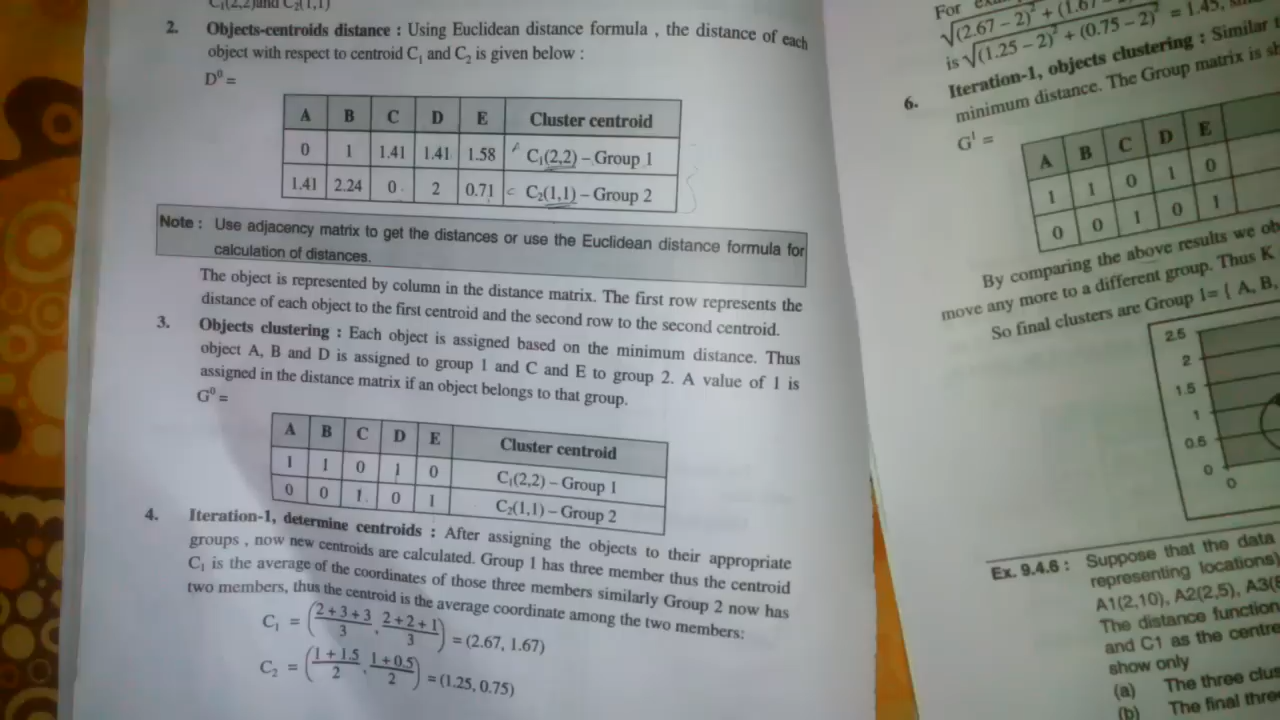 C₁(2,2)and C₂(1,1)
2. Objects-centroids distance : Using Euclidean distance formula , the distance of each
object with respect to centroid C₁ and C₂ is given below :
D⁰ =
A B C D E Cluster centroid
0 1 1.41 1.41 1.58 C₁(2,2) – Group 1
1.41 2.24 0 2 0.71 C₂(1,1) – Group 2
Note : Use adjacency matrix to get the distances or use the Euclidean distance formula for
calculation of distances.
The object is represented by column in the distance matrix. The first row represents the
distance of each object to the first centroid and the second row to the second centroid.
3. Objects clustering : Each object is assigned based on the minimum distance. Thus
object A, B and D is assigned to group 1 and C and E to group 2. A value of 1 is
assigned in the distance matrix if an object belongs to that group.
G⁰ =
A B C D E Cluster centroid
1 1 0 1 0 C₁(2,2) – Group 1
0 0 1 0 1 C₂(1,1) – Group 2
4. Iteration-1, determine centroids : After assigning the objects to their appropriate
groups , now new centroids are calculated. Group 1 has three member thus the centroid
C₁ is the average of the coordinates of those three members similarly Group 2 now has
two members, thus the centroid is the average coordinate among the two members:
C₁ = ((2+3+3)/3, (2+2+1)/3) = (2.67, 1.67)
C₂ = ((1+1.5)/2, (1+0.5)/2) = (1.25, 0.75)
For
√(2.67 – 2)² + (1.67
is √(1.25 – 2)² + (0.75 – 2)² = 1.45,
6. Iteration-1, objects clustering : Similar
minimum distance. The Group matrix is
G¹ =
A B C D E
1 1 0 1 0
0 0 1 0 1
By comparing the above results we
move any more to a different group. Thus K
So final clusters are Group 1= { A, B,
2.5
2
1.5
1
0.5
0
0
Ex. 9.4.6 : Suppose that the data
representing locations)
A1(2,10), A2(2,5),
The distance function
and C1 as the centre
show only
(a) The three
(b) The final